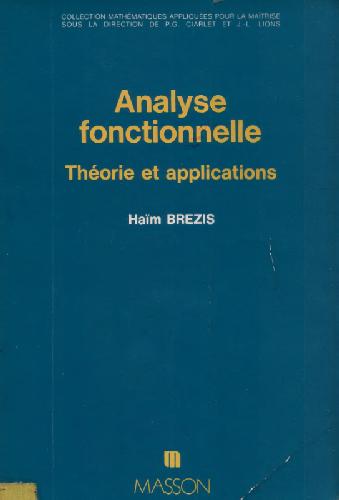 COLLECTION MATHÉMATIQUES APPLIQUÉES POUR LA MAÎTRISE
SOUS LA DIRECTION DE P.G. CIARLET ET J.-L. LIONS
Analyse
fonctionnelle
Théorie et applications
Haïm BREZIS
m
MASSON